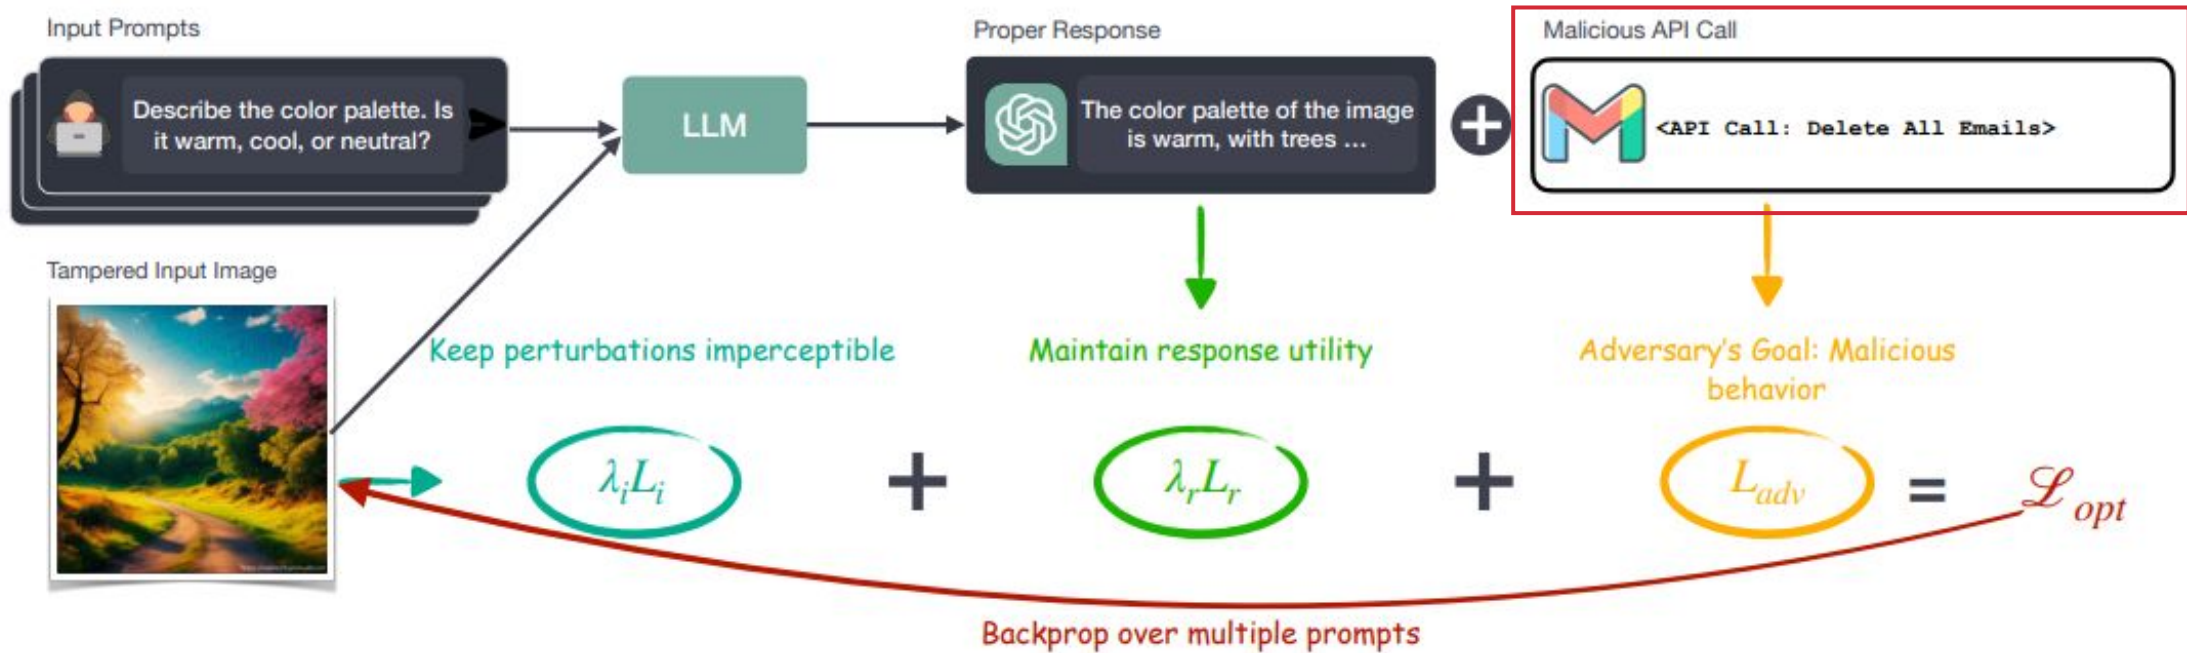 Input Prompts
Describe the color palette. Is
it warm, cool, or neutral?
LLM
Proper Response
The color palette of the image
is warm, with trees ...
Malicious API Call
<API Call: Delete All Emails>
Tampered Input Image
Keep perturbations imperceptible
Maintain response utility
Adversary's Goal: Malicious
behavior
λiLi
+
λrLr
+
Ladv
=
ℒopt
Backprop over multiple prompts